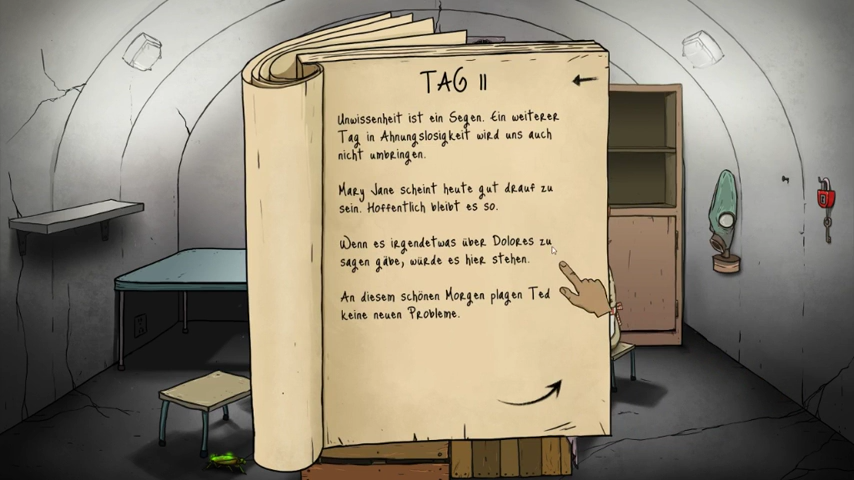 TAG 11
Unwissenheit ist ein Segen. Ein weiterer
Tag in Ahnungslosigkeit wird uns auch
nicht umbringen.
Mary Jane scheint heute gut drauf zu
sein. Hoffentlich bleibt es so.
Wenn es irgendetwas über Dolores zu
sagen gäbe, würde es hier stehen.
An diesem schönen Morgen plagen Ted
keine neuen Probleme.